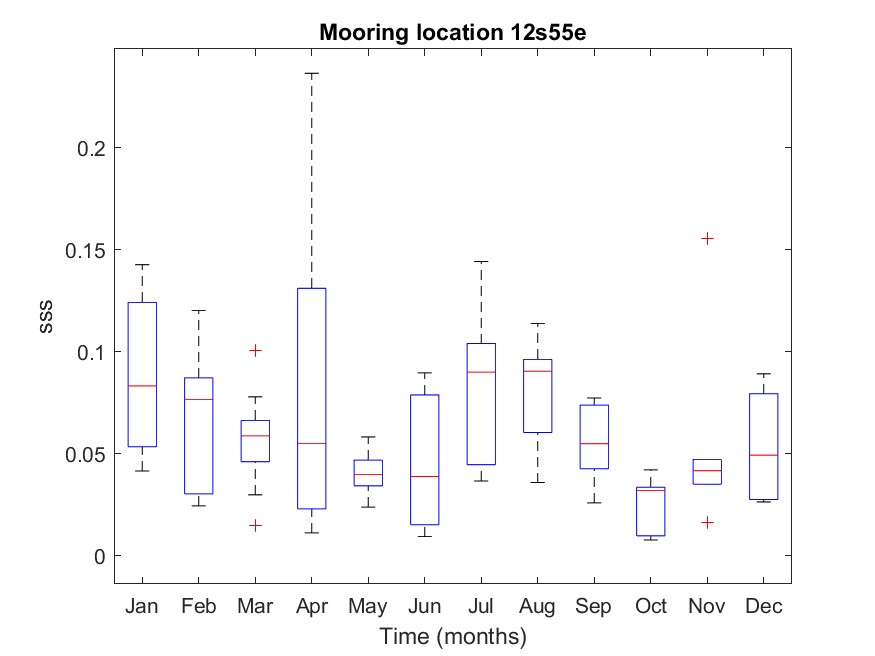 Mooring location 12s55e
0.2
0.15
0.1
0.05
0
sss
Jan Feb Mar Apr May Jun Jul Aug Sep Oct Nov Dec
Time (months)